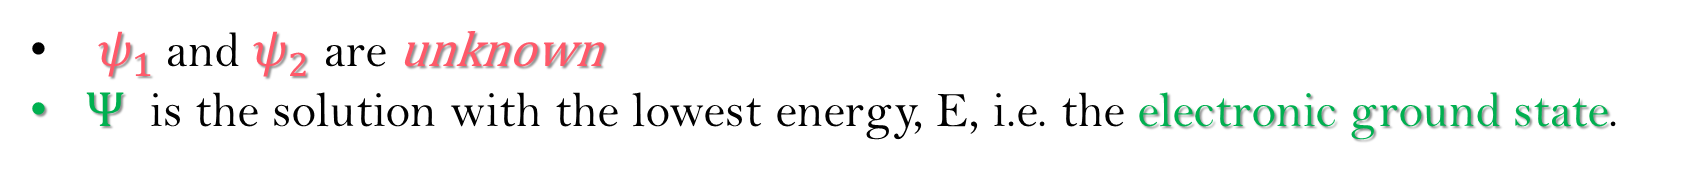 • ψ₁ and ψ₂ are unknown
• Ψ is the solution with the lowest energy, E, i.e. the electronic ground state.